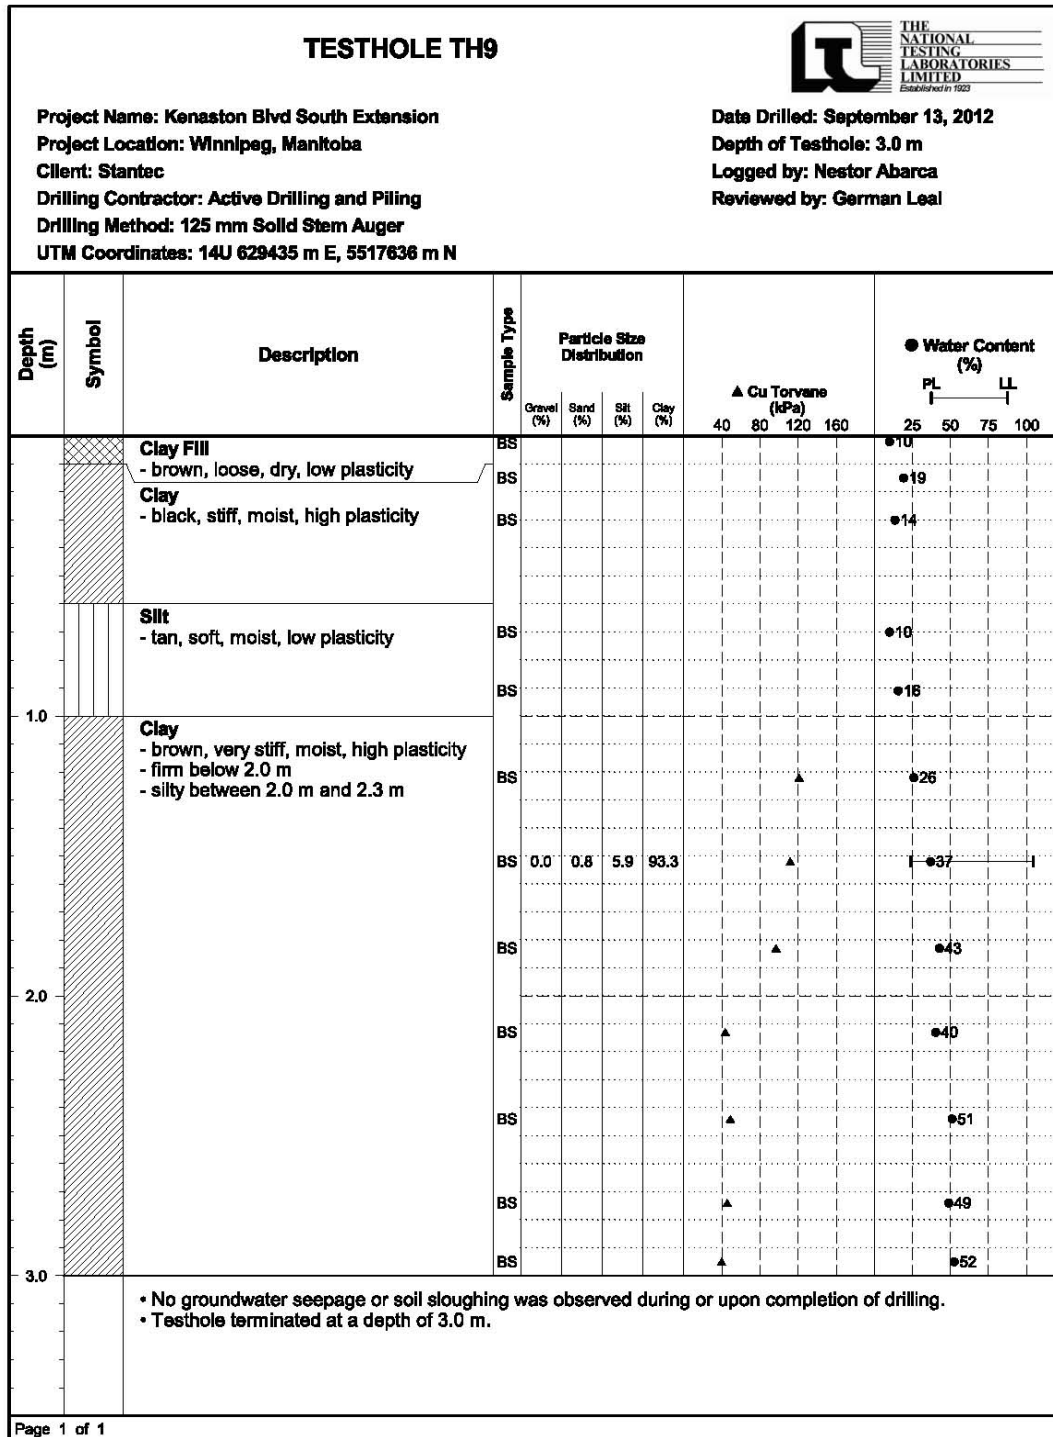 TESTHOLE TH9
THE
NATIONAL
TESTING
LABORATORIES
LIMITED
Established in 1923
Project Name: Kenaston Blvd South Extension
Project Location: Winnipeg, Manitoba
Client: Stantec
Drilling Contractor: Active Drilling and Piling
Drilling Method: 125 mm Solid Stem Auger
UTM Coordinates: 14U 629435 m E, 5517636 m N
Date Drilled: September 13, 2012
Depth of Testhole: 3.0 m
Logged by: Nestor Abarca
Reviewed by: German Leal
Depth
(m)
Symbol
Description
Sample Type
Particle Size
Distribution
Gravel
(%)
Sand
(%)
Silt
(%)
Clay
(%)
▲ Cu Torvane
(kPa)
40 80 120 160
● Water Content
(%)
PL LL
25 50 75 100
Clay Fill
- brown, loose, dry, low plasticity
BS 10
BS 19
Clay
- black, stiff, moist, high plasticity
BS 14
Silt
- tan, soft, moist, low plasticity
BS 10
BS 16
1.0
Clay
- brown, very stiff, moist, high plasticity
- firm below 2.0 m
- silty between 2.0 m and 2.3 m
BS 26
BS 0.0 0.8 5.9 93.3 37
BS 43
2.0
BS 40
BS 51
BS 49
BS 52
3.0
• No groundwater seepage or soil sloughing was observed during or upon completion of drilling.
• Testhole terminated at a depth of 3.0 m.
Page 1 of 1